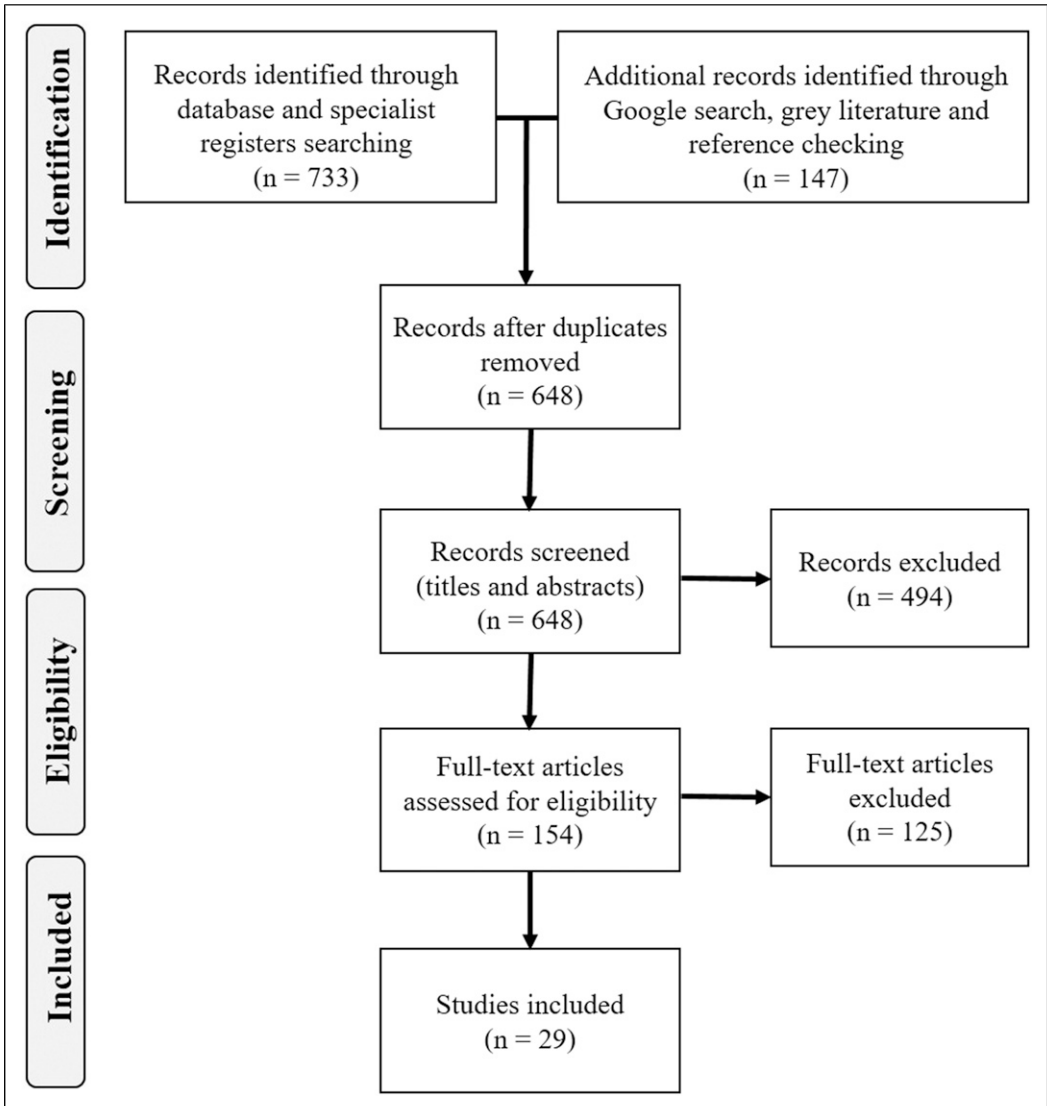 Identification
Records identified through
database and specialist
registers searching
(n = 733)
Additional records identified through
Google search, grey literature and
reference checking
(n = 147)
Screening
Records after duplicates
removed
(n = 648)
Records screened
(titles and abstracts)
(n = 648)
Records excluded
(n = 494)
Eligibility
Full-text articles
assessed for eligibility
(n = 154)
Full-text articles
excluded
(n = 125)
Included
Studies included
(n = 29)